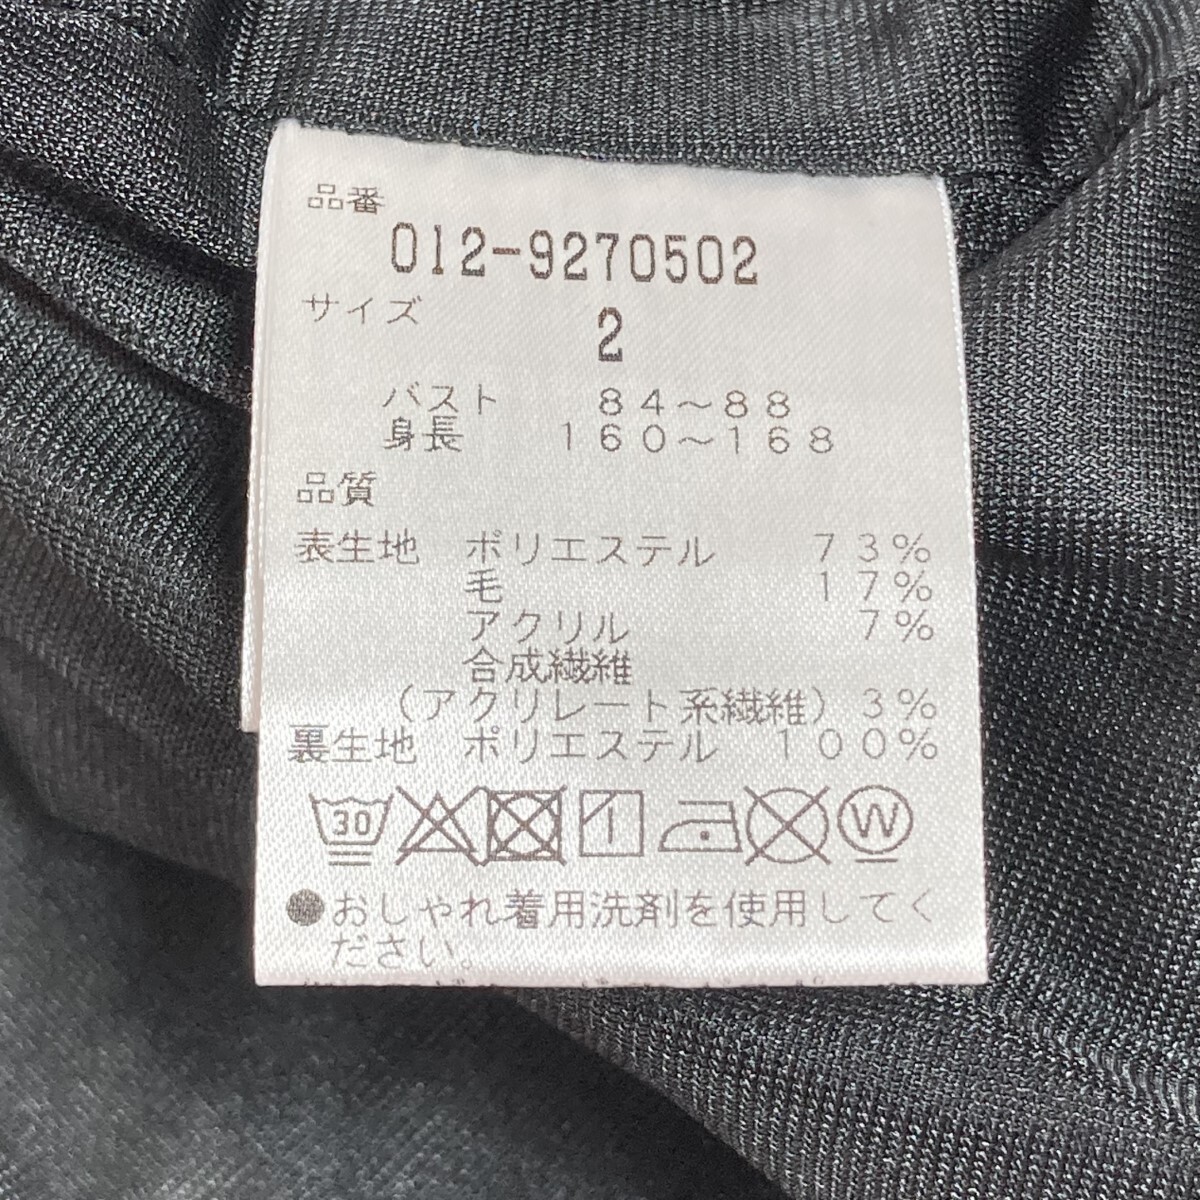 品番
012-9270502
サイズ 2
バスト 84～88
身長 160～168
品質
表生地 ポリエステル 73%
毛 17%
アクリル 7%
合成繊維
（アクリレート系繊維）3%
裏生地 ポリエステル 100%
30 W
●おしゃれ着用洗剤を使用してく
ださい。